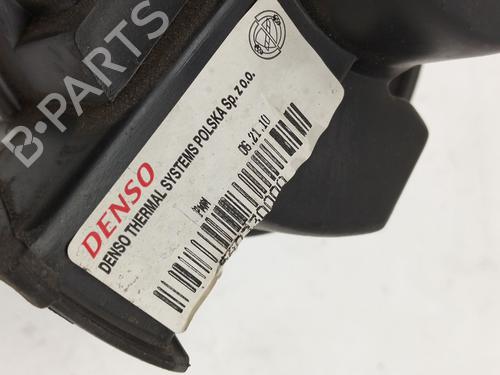 B-PARTS
DENSO
DENSO THERMAL SYSTEMS POLSKA Sp. z o.o.
06.21.10